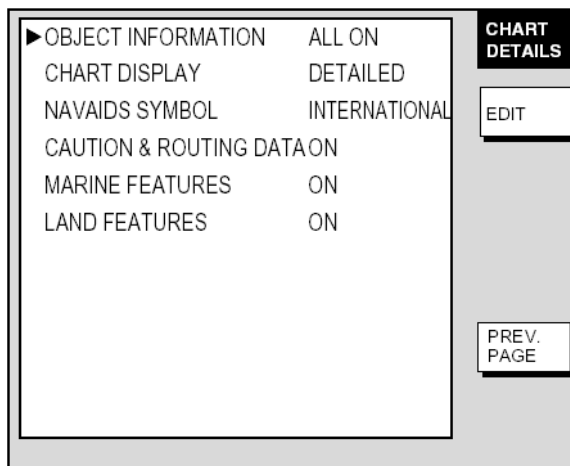 ▶OBJECT INFORMATION ALL ON
CHART DISPLAY DETAILED
NAVAIDS SYMBOL INTERNATIONAL
CAUTION & ROUTING DATA ON
MARINE FEATURES ON
LAND FEATURES ON
CHART
DETAILS
EDIT
PREV.
PAGE